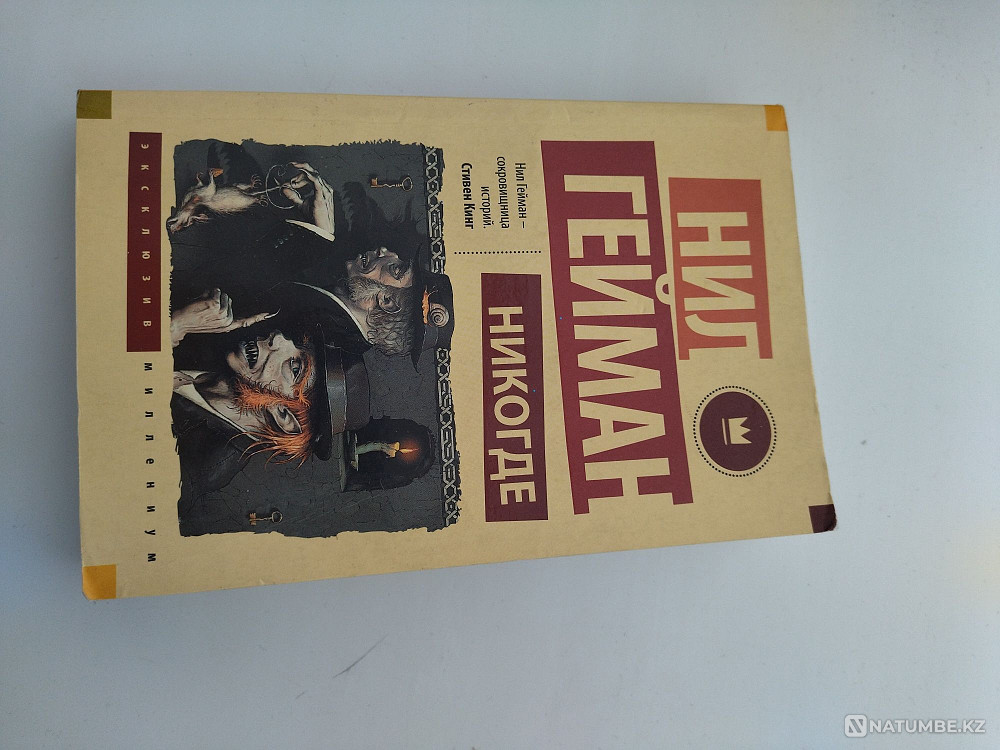 НИЛ
ГЕЙМАН
Нил Гейман –
сокровищница
историй.
Стивен Кинг
НИКОГДЕ
ЭКСКЛЮЗИВ МИЛЛЕНИУМ
NATUMBE.KZ